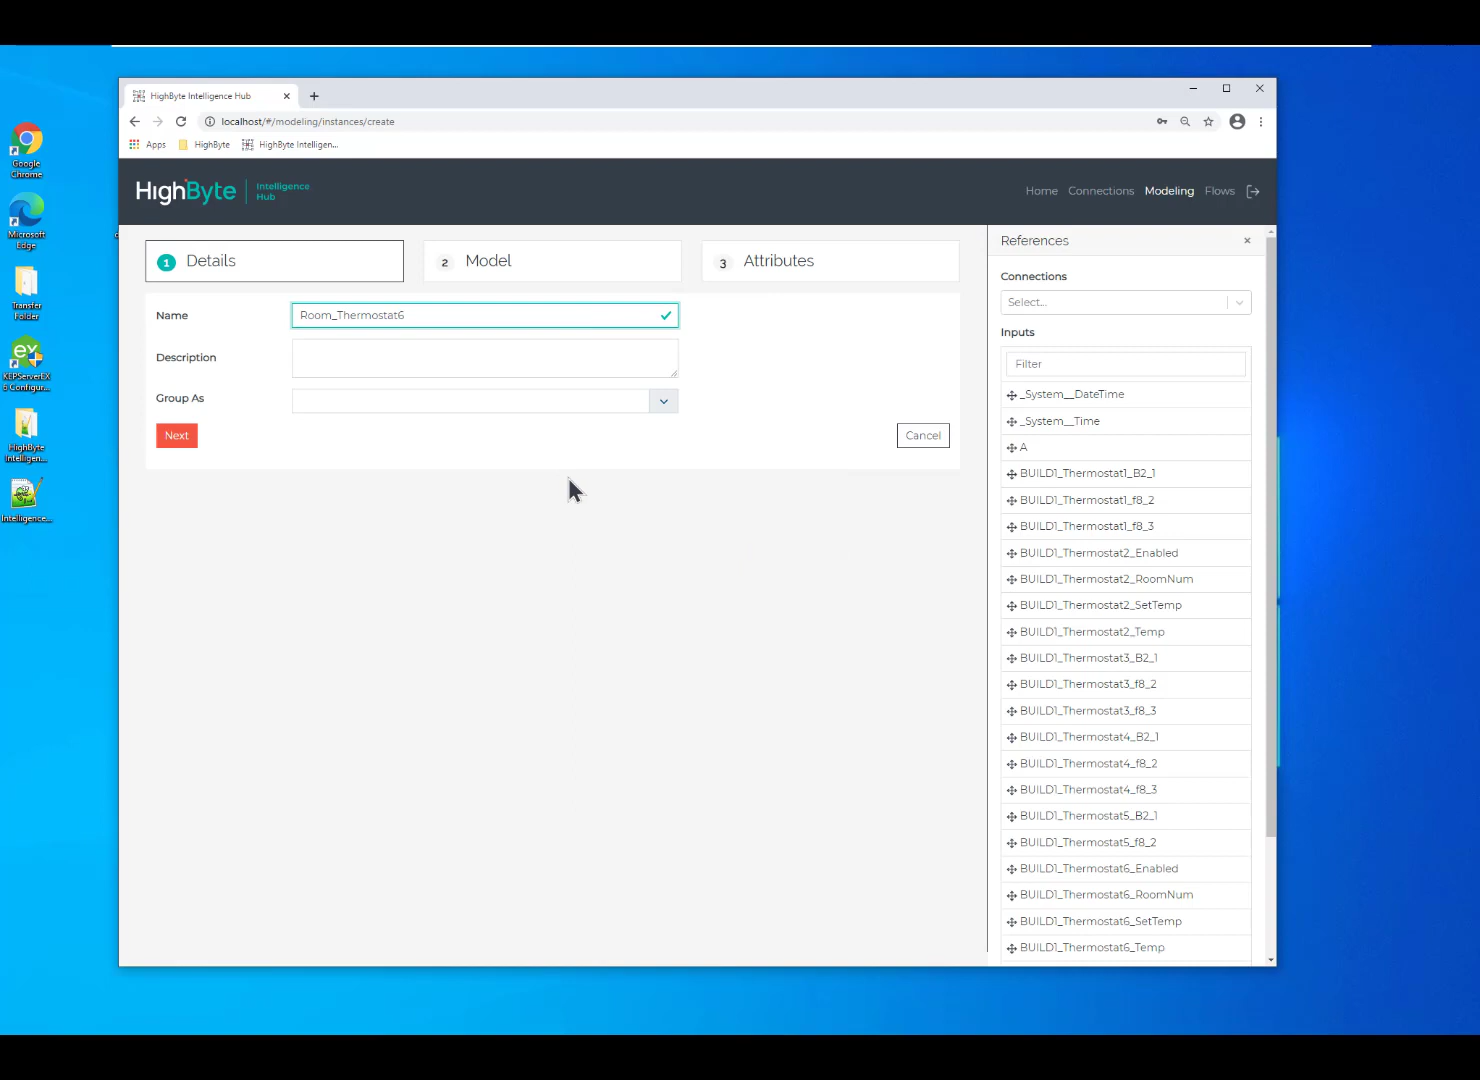 HighByte Intelligence Hub
localhost/#/modeling/instances/create
Apps
HighByte
HighByte Intelligen...
Google
Chrome
Microsoft
Edge
Transfer
Folder
KEPServerEX
6 Configur...
HighByte
Intelligen...
Intelligence...
HighByte
Intelligence
Hub
Home
Connections
Modeling
Flows
1
Details
2
Model
3
Attributes
Name
Room_Thermostat6
Description
Group As
Next
Cancel
References
Connections
Select...
Inputs
Filter
_System__DateTime
_System__Time
A
BUILD1_Thermostat1_B2_1
BUILD1_Thermostat1_f8_2
BUILD1_Thermostat1_f8_3
BUILD1_Thermostat2_Enabled
BUILD1_Thermostat2_RoomNum
BUILD1_Thermostat2_SetTemp
BUILD1_Thermostat2_Temp
BUILD1_Thermostat3_B2_1
BUILD1_Thermostat3_f8_2
BUILD1_Thermostat3_f8_3
BUILD1_Thermostat4_B2_1
BUILD1_Thermostat4_f8_2
BUILD1_Thermostat4_f8_3
BUILD1_Thermostat5_B2_1
BUILD1_Thermostat5_f8_2
BUILD1_Thermostat6_Enabled
BUILD1_Thermostat6_RoomNum
BUILD1_Thermostat6_SetTemp
BUILD1_Thermostat6_Temp